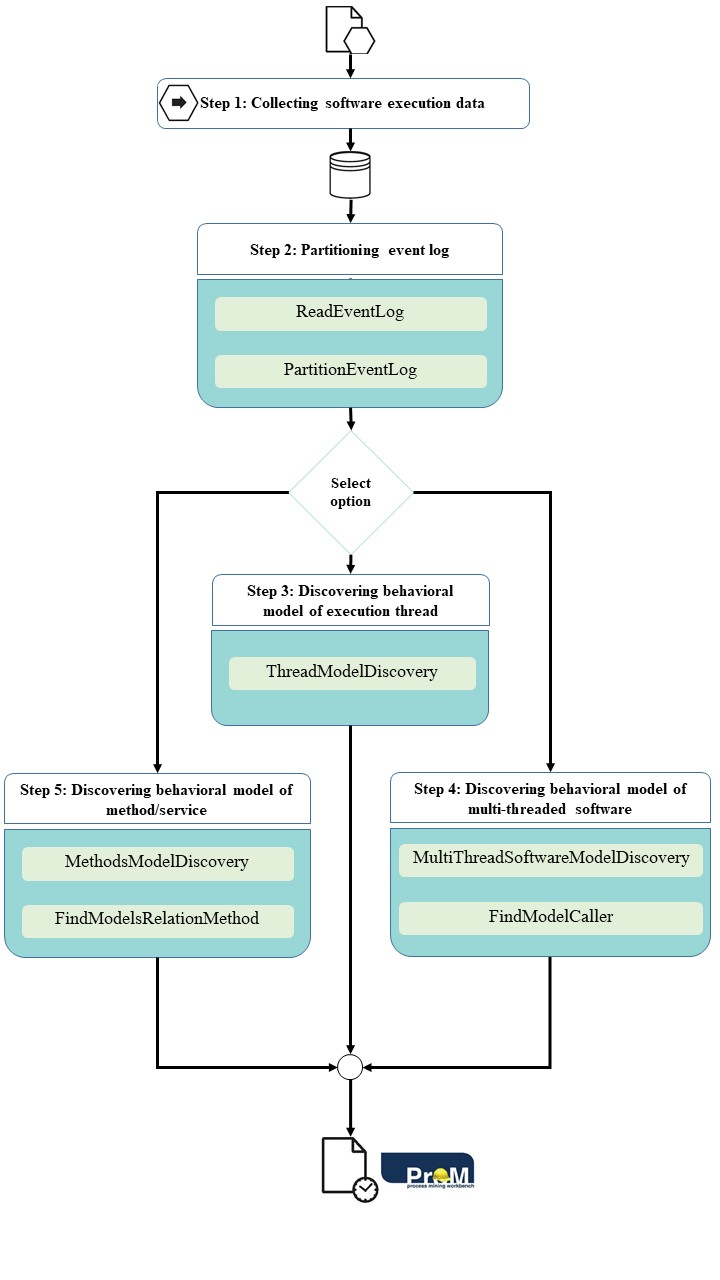 Step 1: Collecting software execution data
Step 2: Partitioning event log
ReadEventLog
PartitionEventLog
Select
option
Step 3: Discovering behavioral
model of execution thread
ThreadModelDiscovery
Step 5: Discovering behavioral model of
method/service
MethodsModelDiscovery
FindModelsRelationMethod
Step 4: Discovering behavioral model of
multi-threaded software
MultiThreadSoftwareModelDiscovery
FindModelCaller
ProM
process mining workbench